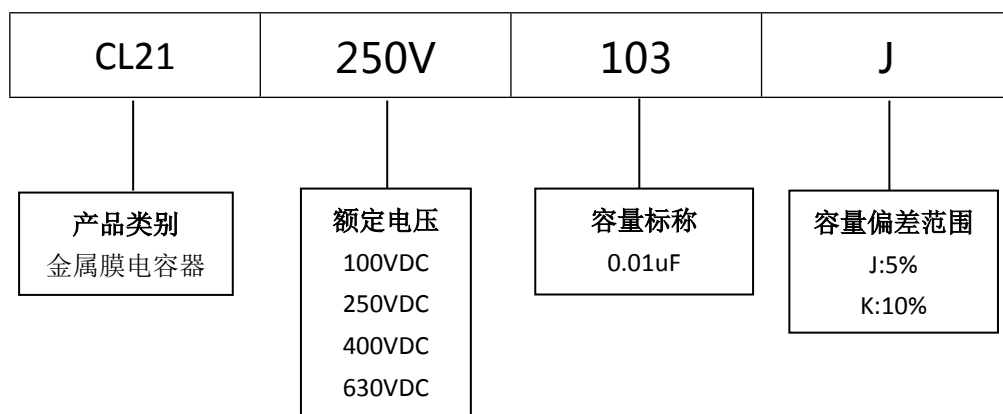 CL21 250V 103 J
产品类别
金属膜电容器
额定电压
100VDC
250VDC
400VDC
630VDC
容量标称
0.01uF
容量偏差范围
J:5%
K:10%